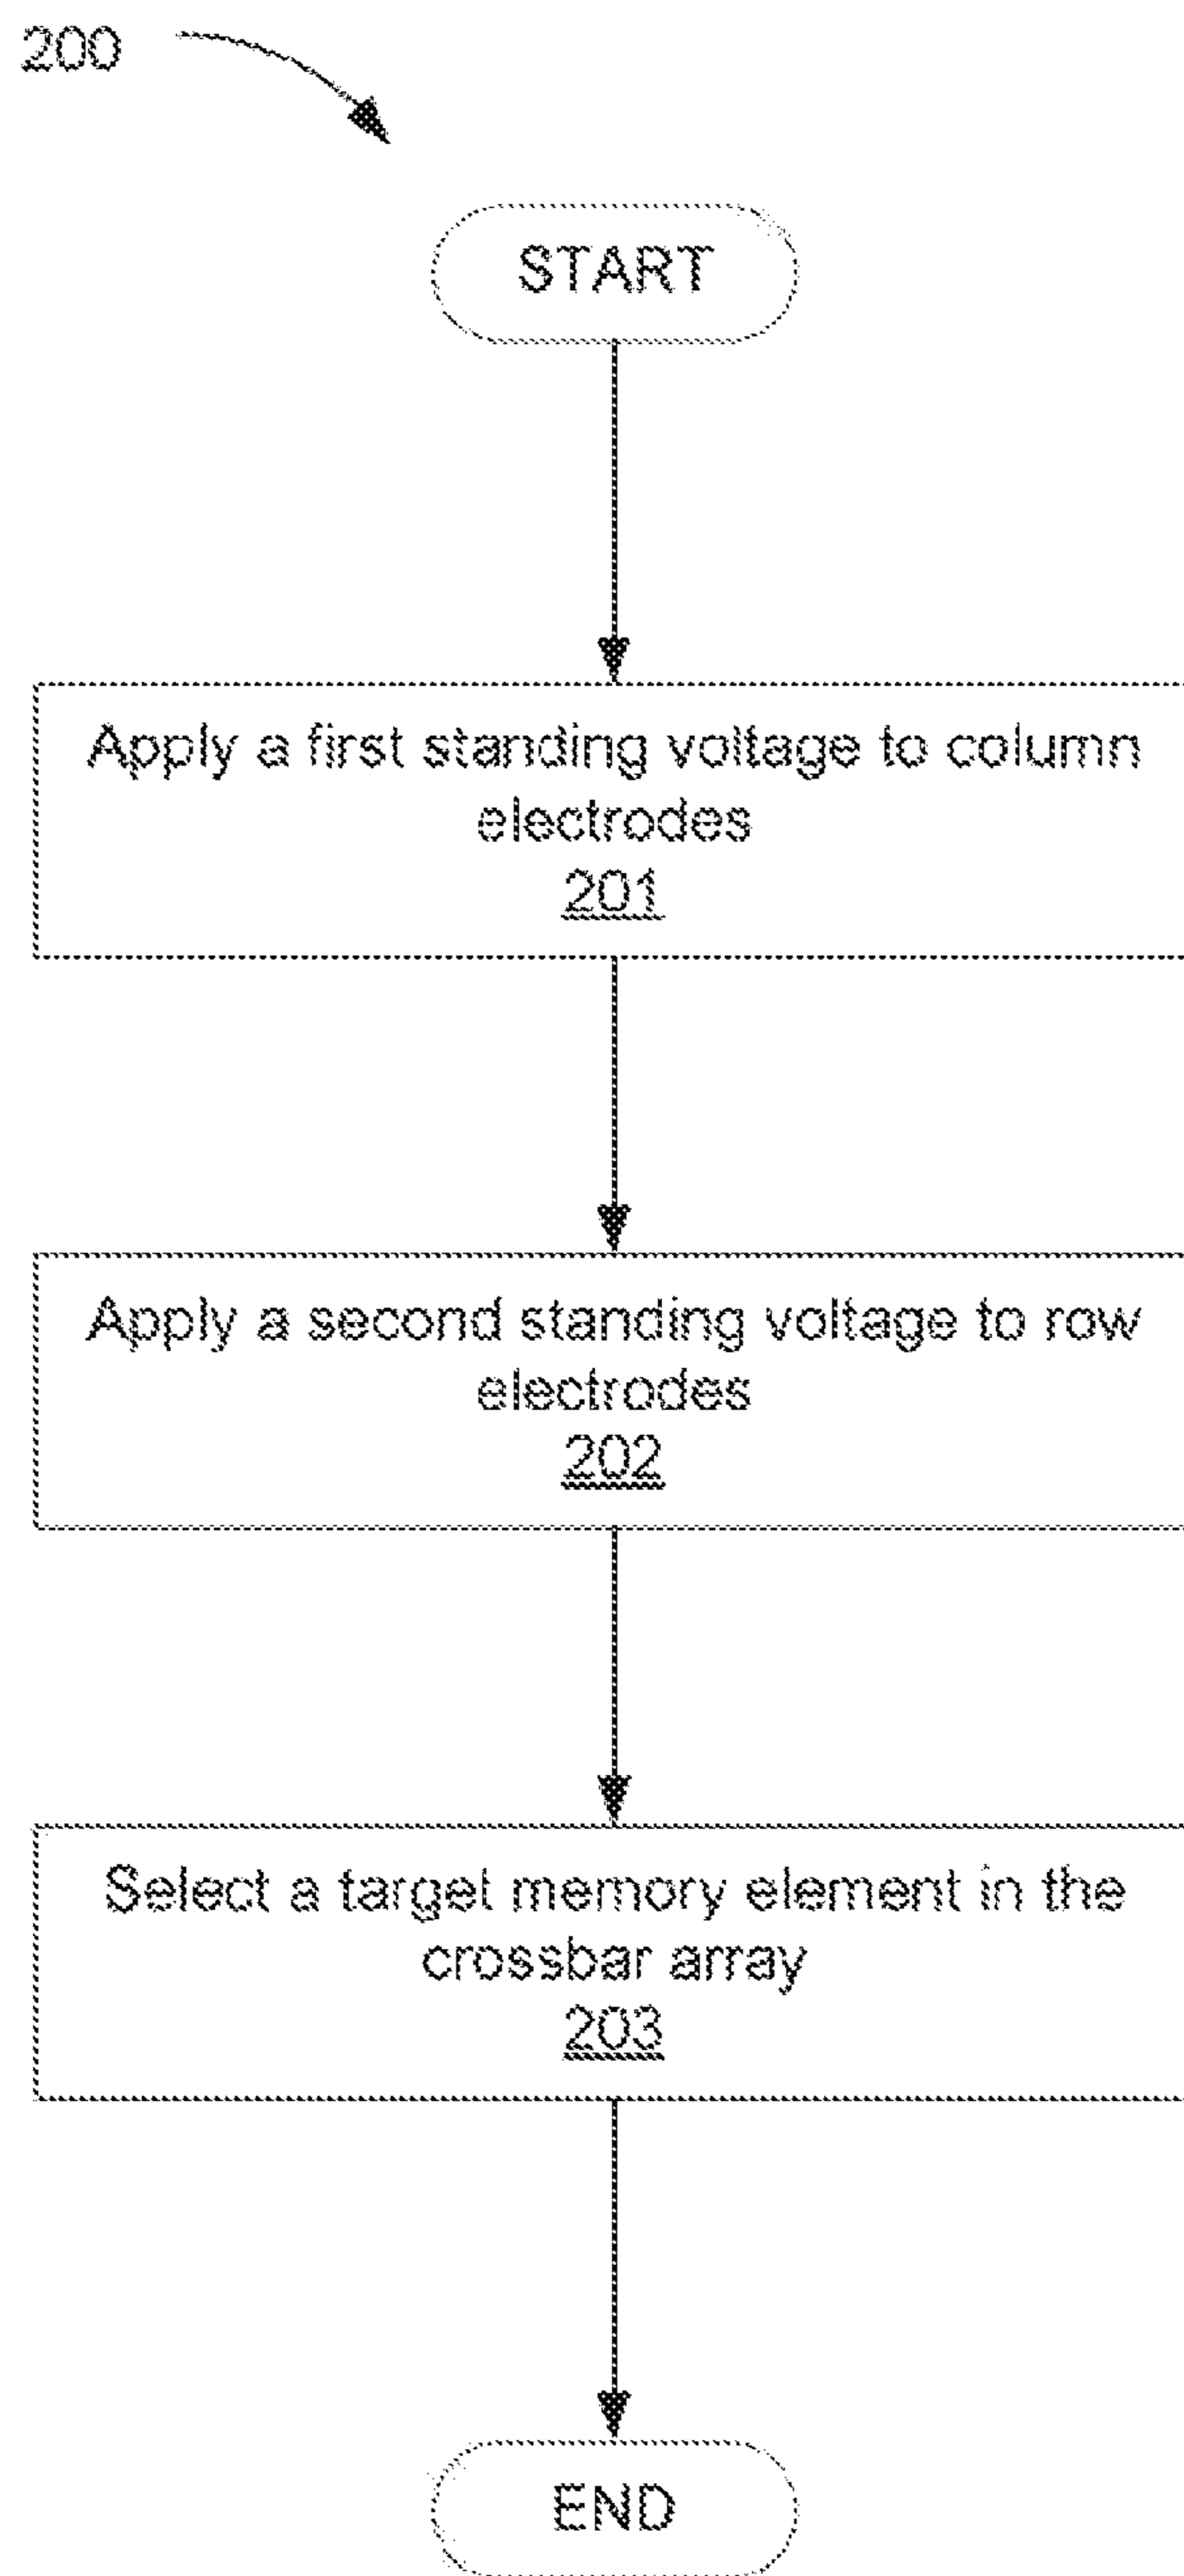 200
START
Apply a first standing voltage to column
electrodes
201
Apply a second standing voltage to row
electrodes
202
Select a target memory element in the
crossbar array
203
END